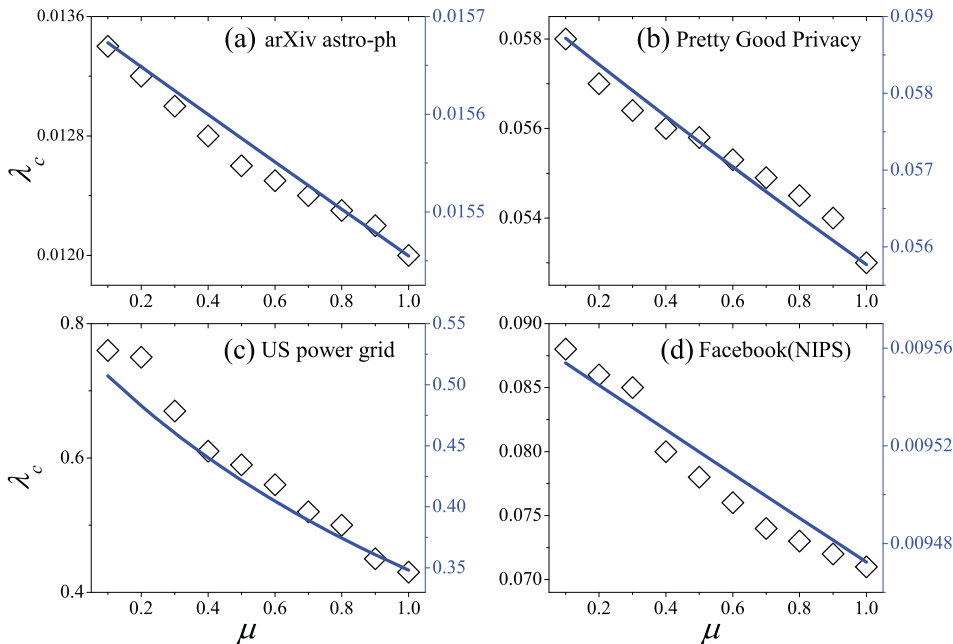 0.0136
(a) arXiv astro-ph
0.0157
0.0128
0.0156
0.0120
0.0155
λc
0.2 0.4 0.6 0.8 1.0
0.058
(b) Pretty Good Privacy
0.059
0.056
0.058
0.054
0.057
0.056
0.2 0.4 0.6 0.8 1.0
0.8
(c) US power grid
0.55
0.50
0.6
0.45
0.40
0.4
0.35
λc
0.2 0.4 0.6 0.8 1.0
μ
0.090
(d) Facebook(NIPS)
0.00956
0.085
0.080
0.00952
0.075
0.00948
0.070
0.2 0.4 0.6 0.8 1.0
μ